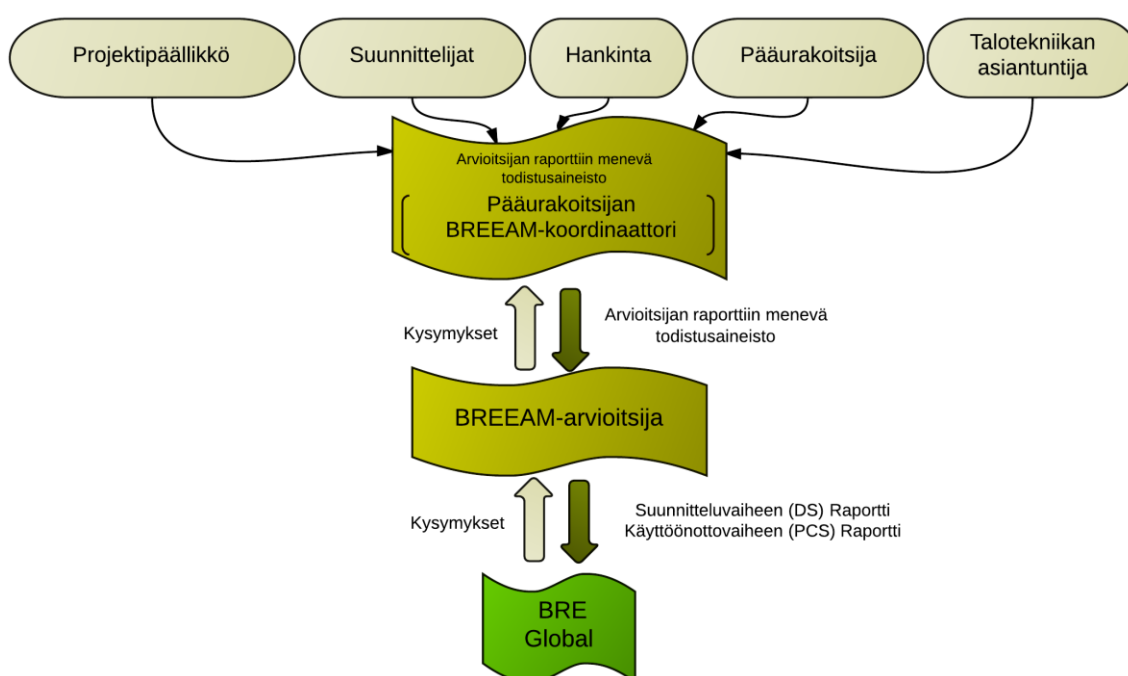 Projektipäällikkö
Suunnittelijat
Hankinta
Pääurakoitsija
Talotekniikan
asiantuntija
Arvioitsijan raporttiin menevä
todistusaineisto
Pääurakoitsijan
BREEAM-koordinaattori
Kysymykset
Arvioitsijan raporttiin menevä
todistusaineisto
BREEAM-arvioitsija
Kysymykset
Suunnitteluvaiheen (DS) Raportti
Käyttöönottovaiheen (PCS) Raportti
BRE
Global